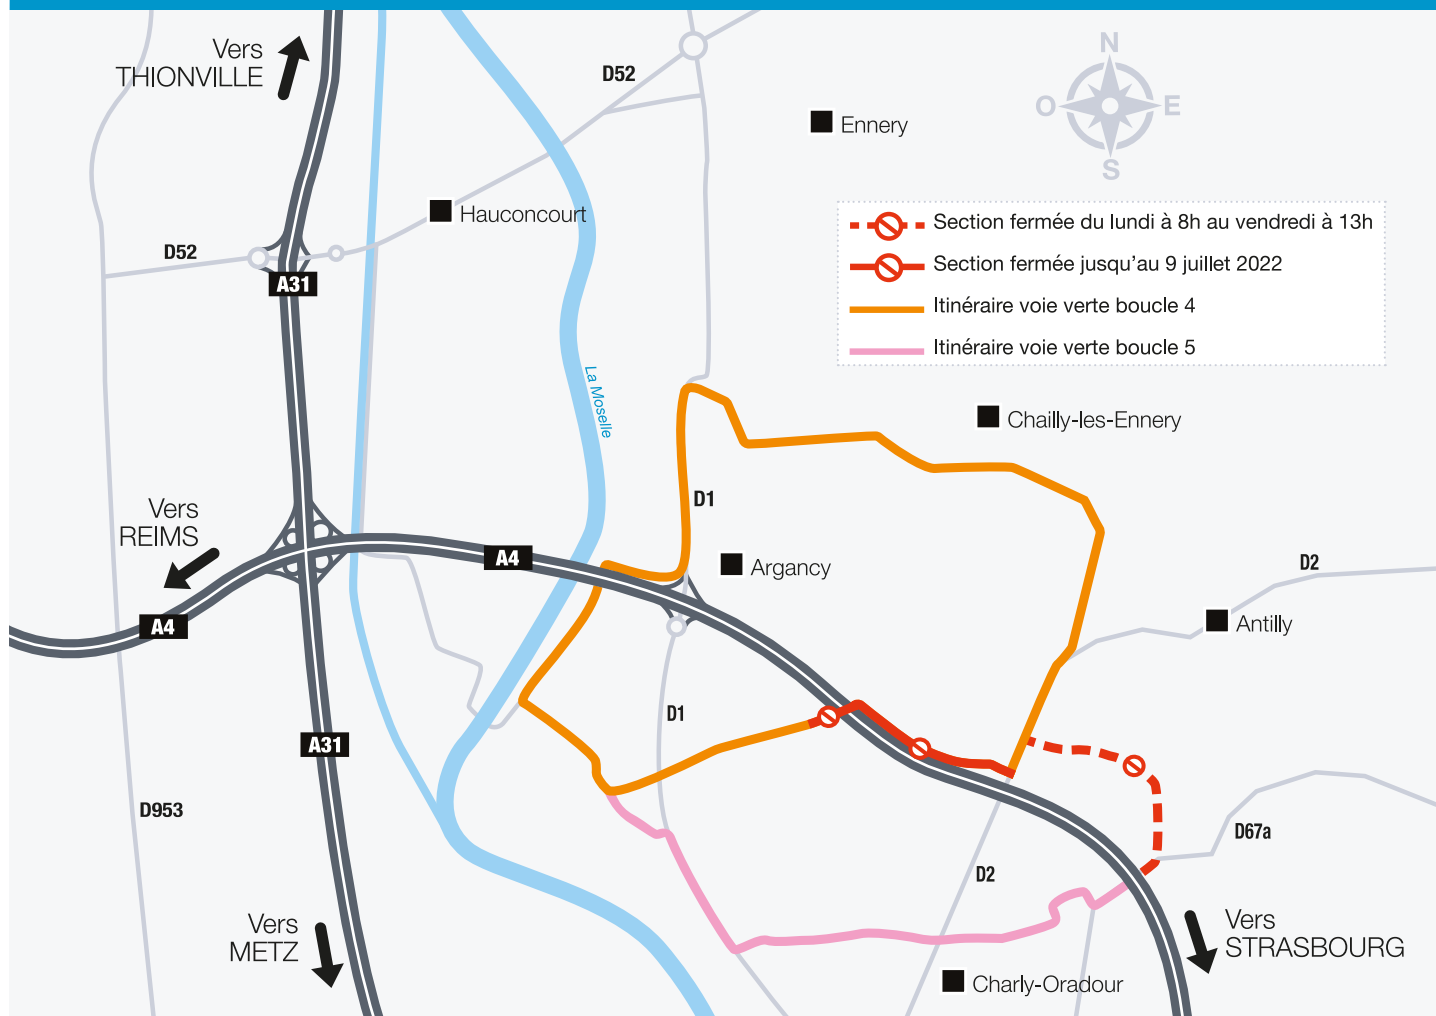 Vers
THIONVILLE
D52
N
O
E
S
Ennery
Hauconcourt
D52
A31
Section fermée du lundi à 8h au vendredi à 13h
Section fermée jusqu'au 9 juillet 2022
Itinéraire voie verte boucle 4
Itinéraire voie verte boucle 5
La Moselle
Chailly-les-Ennery
D1
Vers
REIMS
A4
Argancy
D2
A4
Antilly
D1
A31
D953
D67a
D2
Vers
METZ
Vers
STRASBOURG
Charly-Oradour